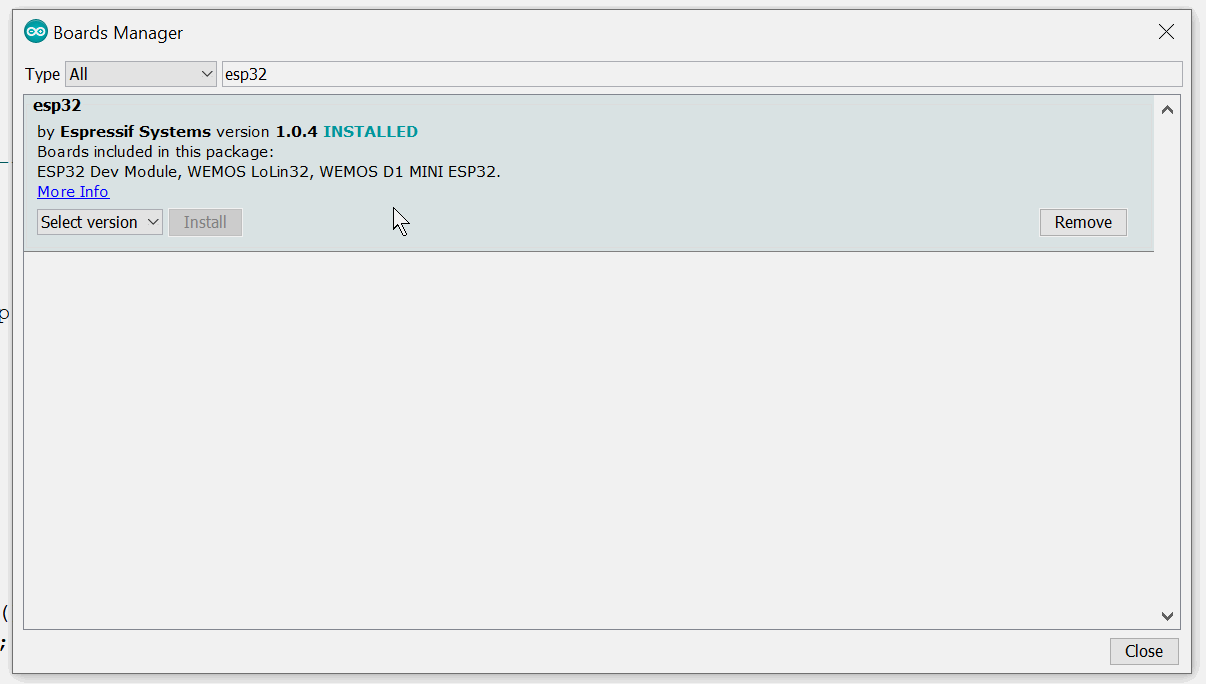 Boards Manager
Type All esp32
esp32
by Espressif Systems version 1.0.4 INSTALLED
Boards included in this package:
ESP32 Dev Module, WEMOS LoLin32, WEMOS D1 MINI ESP32.
More Info
Select version Install Remove
p
(
;
Close